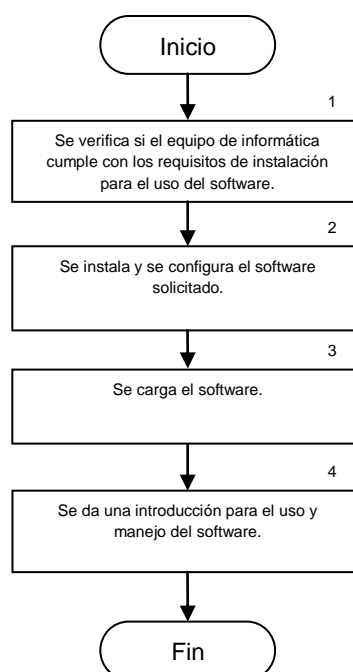 Inicio
1
Se verifica si el equipo de informática
cumple con los requisitos de instalación
para el uso del software.
2
Se instala y se configura el software
solicitado.
3
Se carga el software.
4
Se da una introducción para el uso y
manejo del software.
Fin